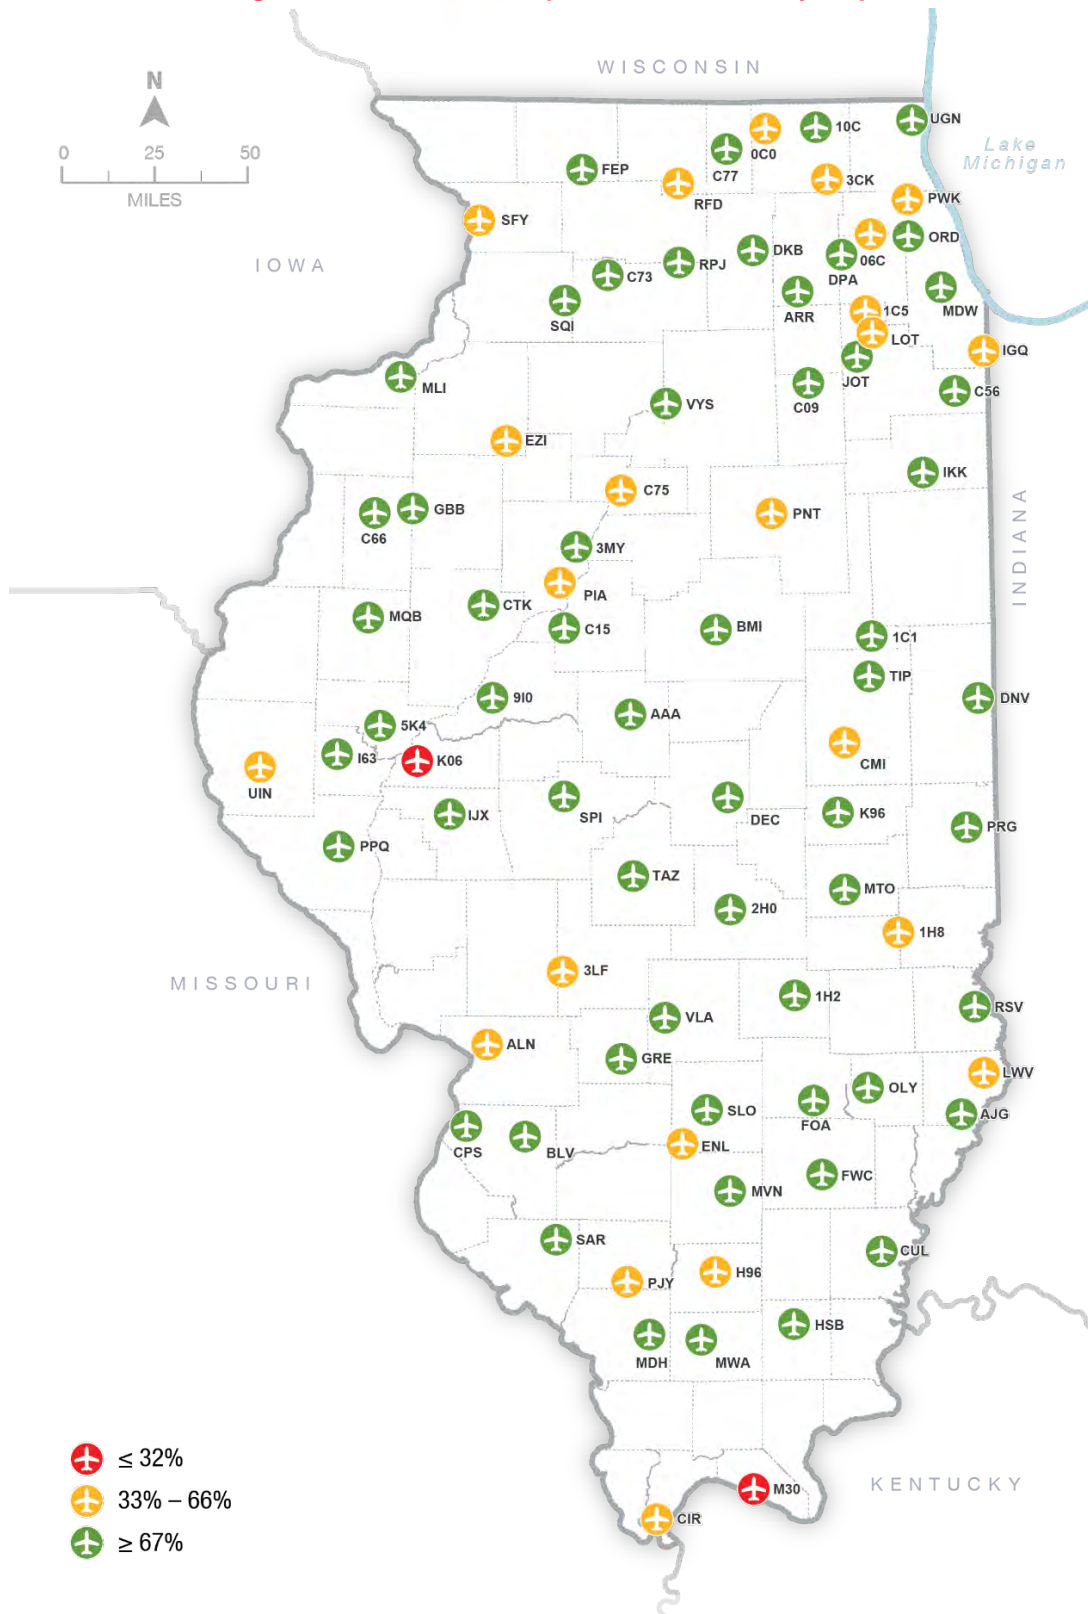 WISCONSIN
N
0 25 50
MILES
Lake
Michigan
UGN
10C
0C0
C77
FEP
3CK
RFD
PWK
SFY
ORD
DKB
06C
IOWA
RPJ
DPA
C73
MDW
ARR
1C5
SQI
LOT
IGQ
JOT
MLI
C56
VYS
C09
EZI
IKK
C75
PNT
GBB
C66
3MY
INDIANA
PIA
CTK
MQB
BMI
C15
1C1
TIP
9I0
DNV
AAA
5K4
I63
K06
CMI
UIN
SPI
IJX
DEC
K96
PRG
PPQ
TAZ
MTO
2H0
1H8
3LF
MISSOURI
1H2
RSV
VLA
ALN
GRE
LWV
OLY
SLO
AJG
FOA
CPS
BLV
ENL
FWC
MVN
SAR
CUL
H96
PJY
HSB
MDH
MWA
≤ 32%
KENTUCKY
M30
33% – 66%
CIR
≥ 67%